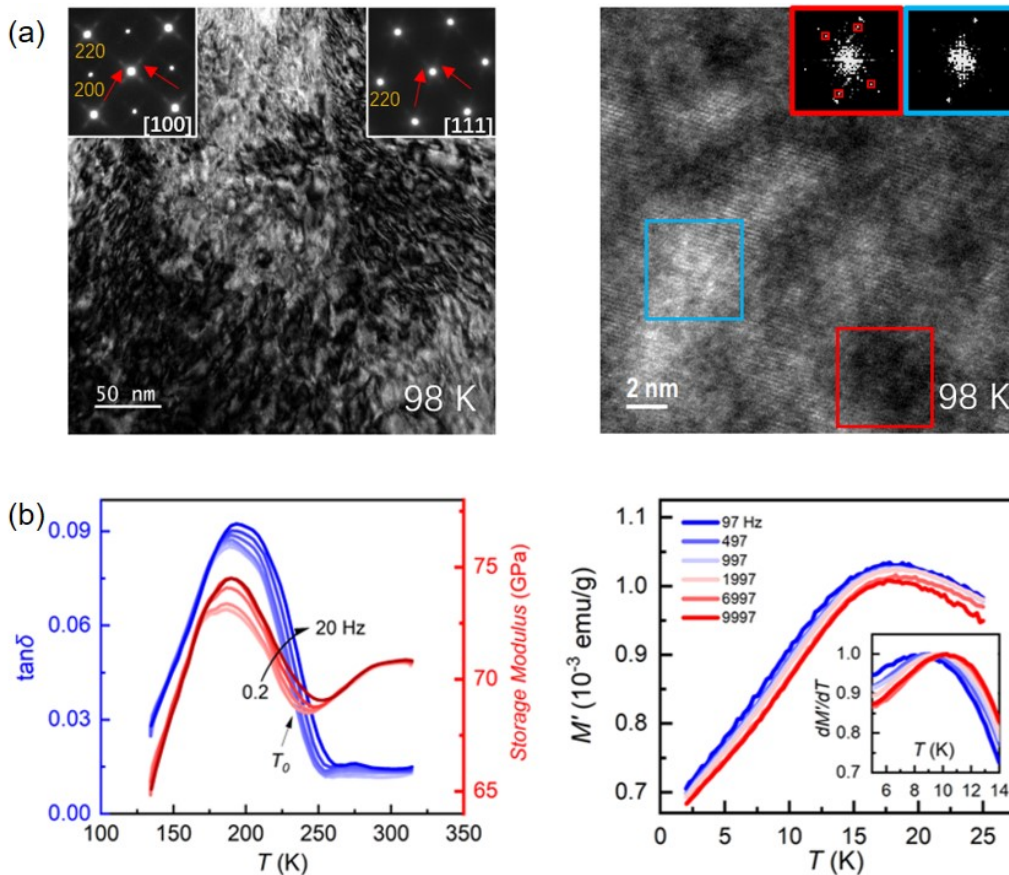 (a)
220
200
[100]
220
[111]
50 nm
98 K
2 nm
98 K
(b)
0.09
0.06
0.03
0.00
tanδ
100 150 200 250 300 350
T (K)
75
70
65
Storage Modulus (GPa)
20 Hz
0.2
T0
1.1
1.0
0.9
0.8
0.7
M' (10-3 emu/g)
0 5 10 15 20 25
T (K)
97 Hz
497
997
1997
6997
9997
1.0
0.9
0.8
0.7
dM'/dT
T (K)
6 8 10 12 14